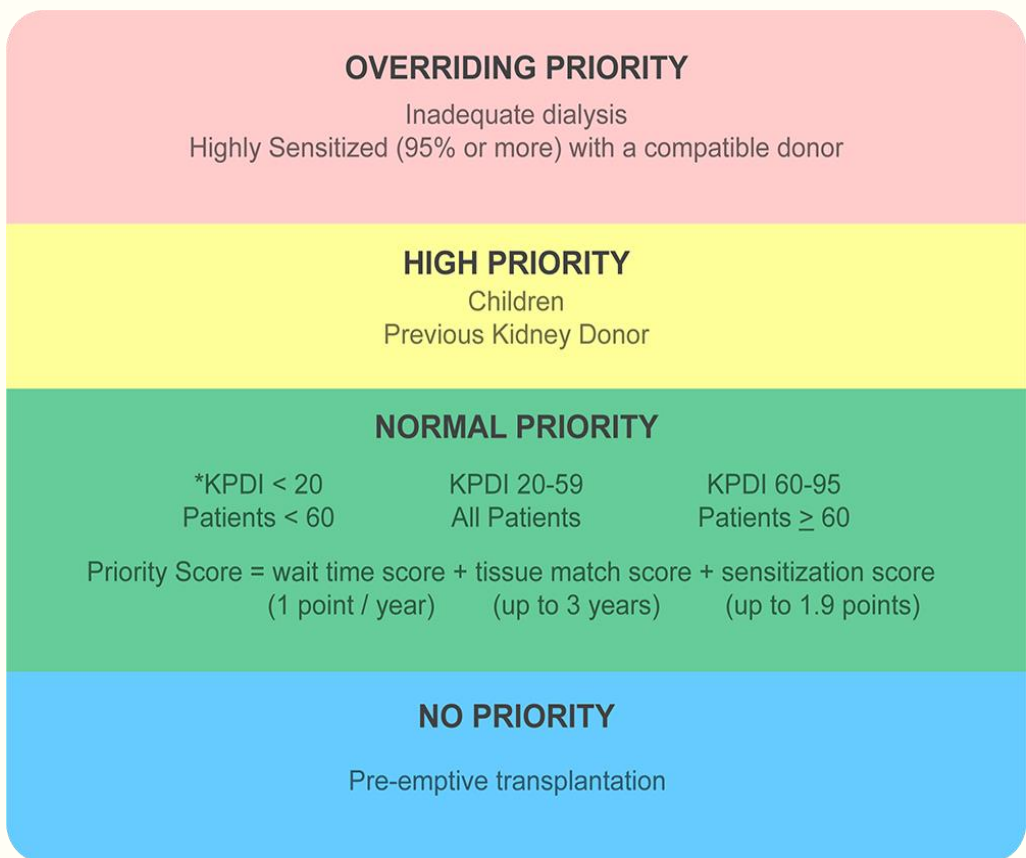 OVERRIDING PRIORITY
Inadequate dialysis
Highly Sensitized (95% or more) with a compatible donor
HIGH PRIORITY
Children
Previous Kidney Donor
NORMAL PRIORITY
*KPDI < 20 KPDI 20-59 KPDI 60-95
Patients < 60 All Patients Patients ≥ 60
Priority Score = wait time score + tissue match score + sensitization score
(1 point / year) (up to 3 years) (up to 1.9 points)
NO PRIORITY
Pre-emptive transplantation